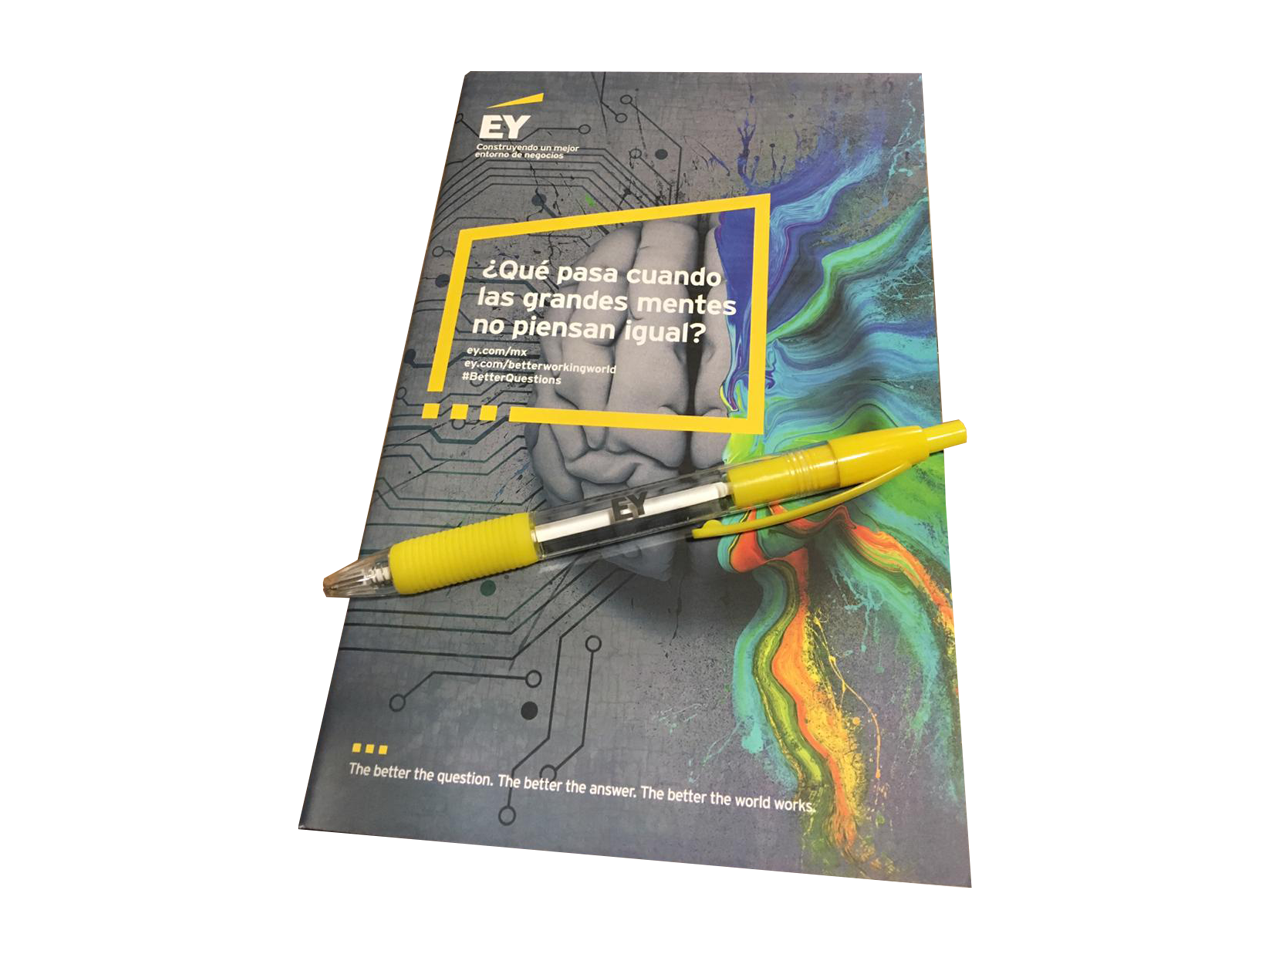 EY
Construyendo un mejor
entorno de negocios
¿Qué pasa cuando
las grandes mentes
no piensan igual?
ey.com/mx
ey.com/betterworkingworld
#BetterQuestions
EY
The better the question. The better the answer. The better the world works.